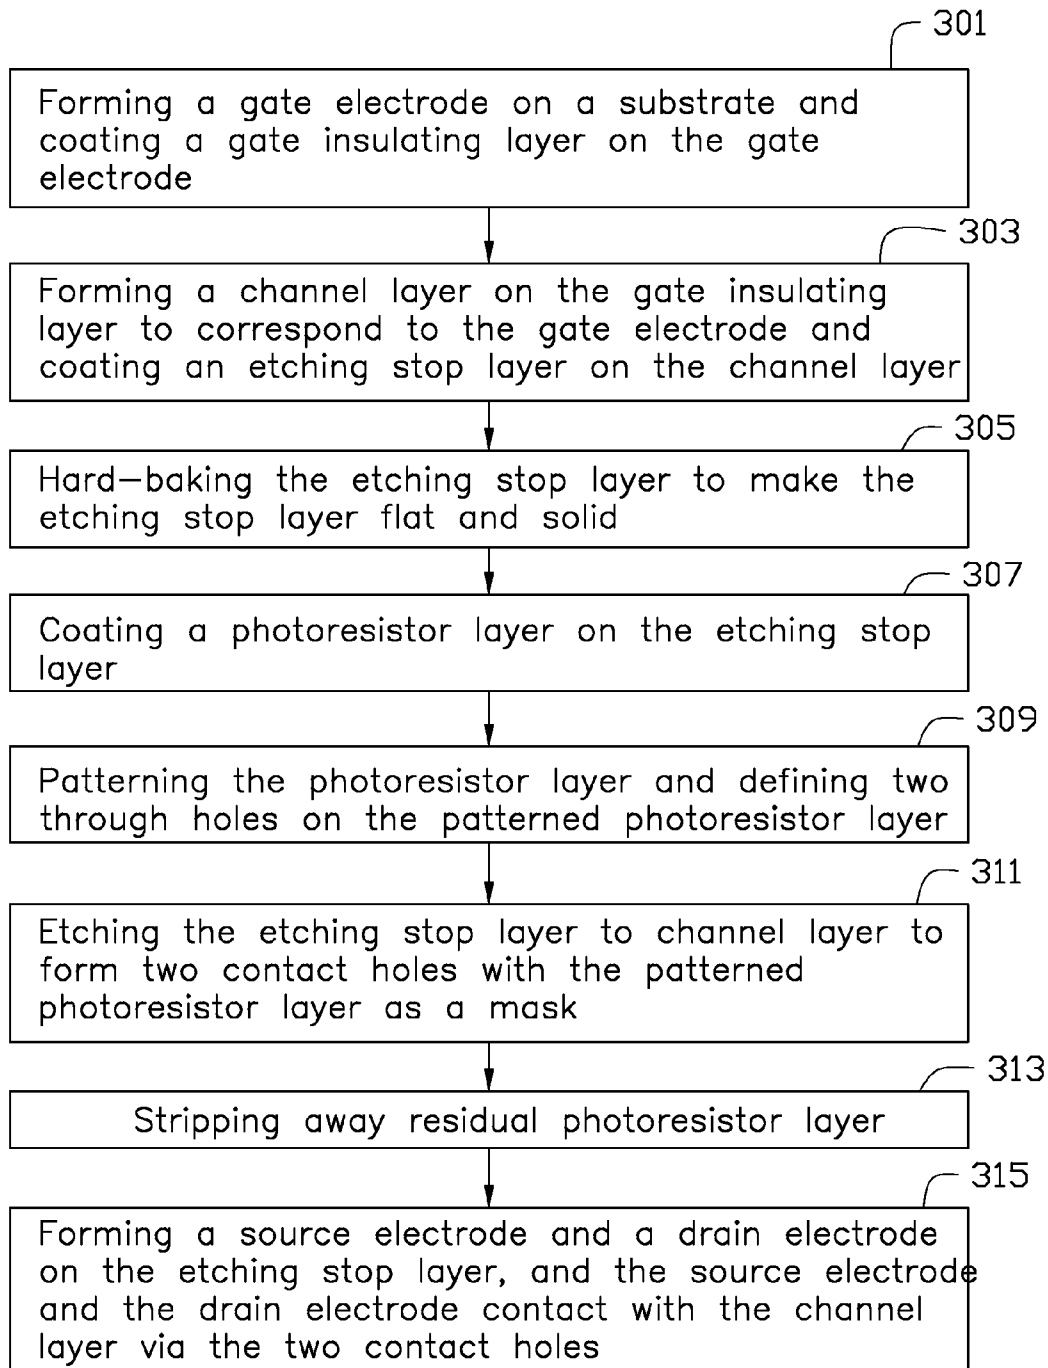 301
Forming a gate electrode on a substrate and
coating a gate insulating layer on the gate
electrode
303
Forming a channel layer on the gate insulating
layer to correspond to the gate electrode and
coating an etching stop layer on the channel layer
305
Hard-baking the etching stop layer to make the
etching stop layer flat and solid
307
Coating a photoresistor layer on the etching stop
layer
309
Patterning the photoresistor layer and defining two
through holes on the patterned photoresistor layer
311
Etching the etching stop layer to channel layer to
form two contact holes with the patterned
photoresistor layer as a mask
313
Stripping away residual photoresistor layer
315
Forming a source electrode and a drain electrode
on the etching stop layer, and the source electrode
and the drain electrode contact with the channel
layer via the two contact holes